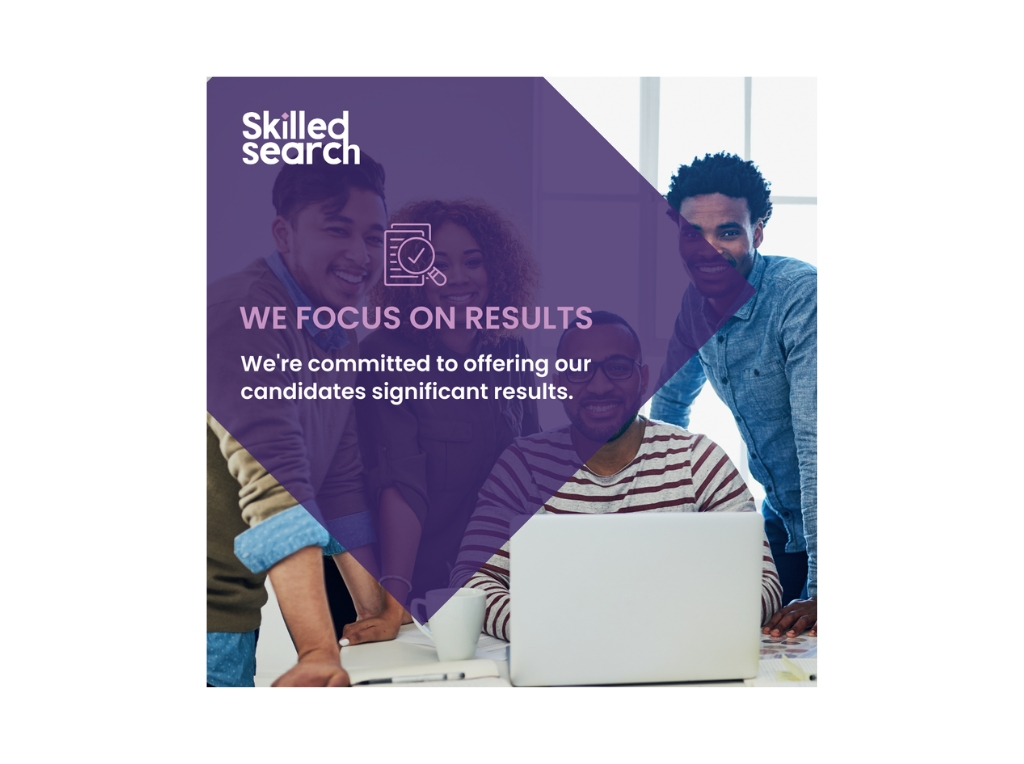 Skilled
search
WE FOCUS ON RESULTS
We're committed to offering our
candidates significant results.